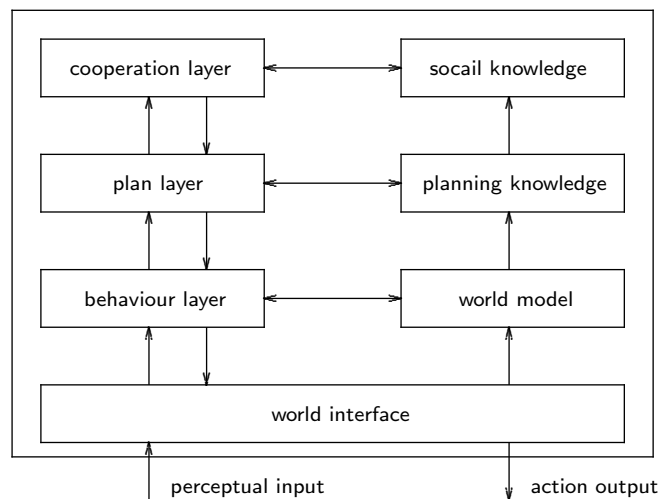 cooperation layer
socail knowledge
plan layer
planning knowledge
behaviour layer
world model
world interface
perceptual input
action output